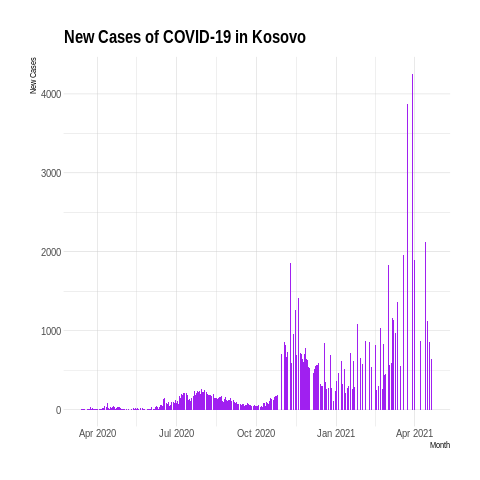 New Cases of COVID-19 in Kosovo
New Cases
4000
3000
2000
1000
0
Apr 2020 Jul 2020 Oct 2020 Jan 2021 Apr 2021
Month